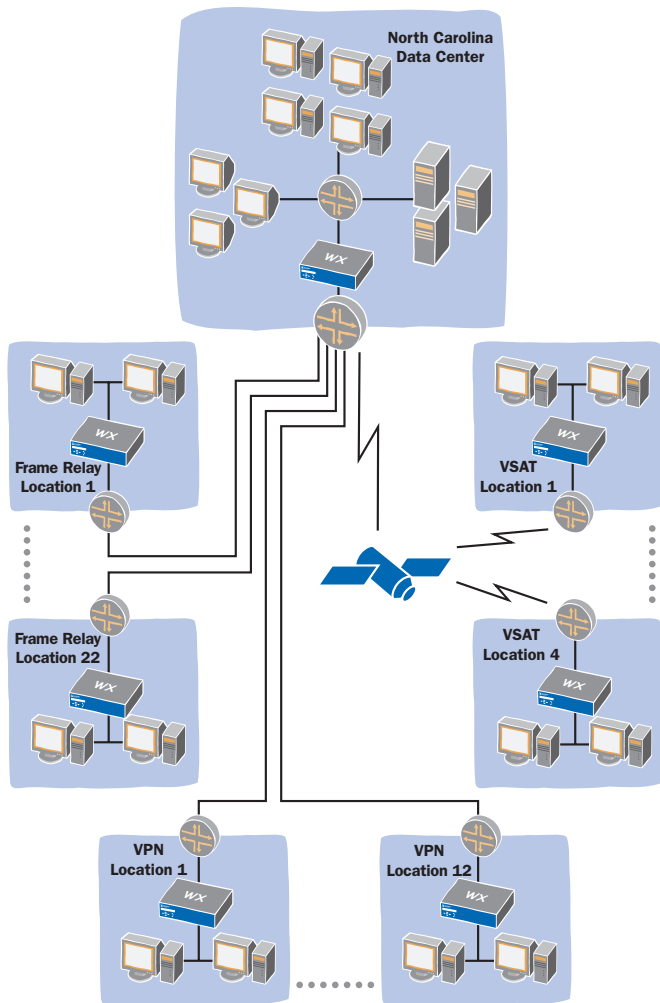 North Carolina
Data Center
WX
WX
Frame Relay
Location 1
WX
VSAT
Location 1
Frame Relay
Location 22
WX
VSAT
Location 4
WX
VPN
Location 1
WX
VPN
Location 12
WX